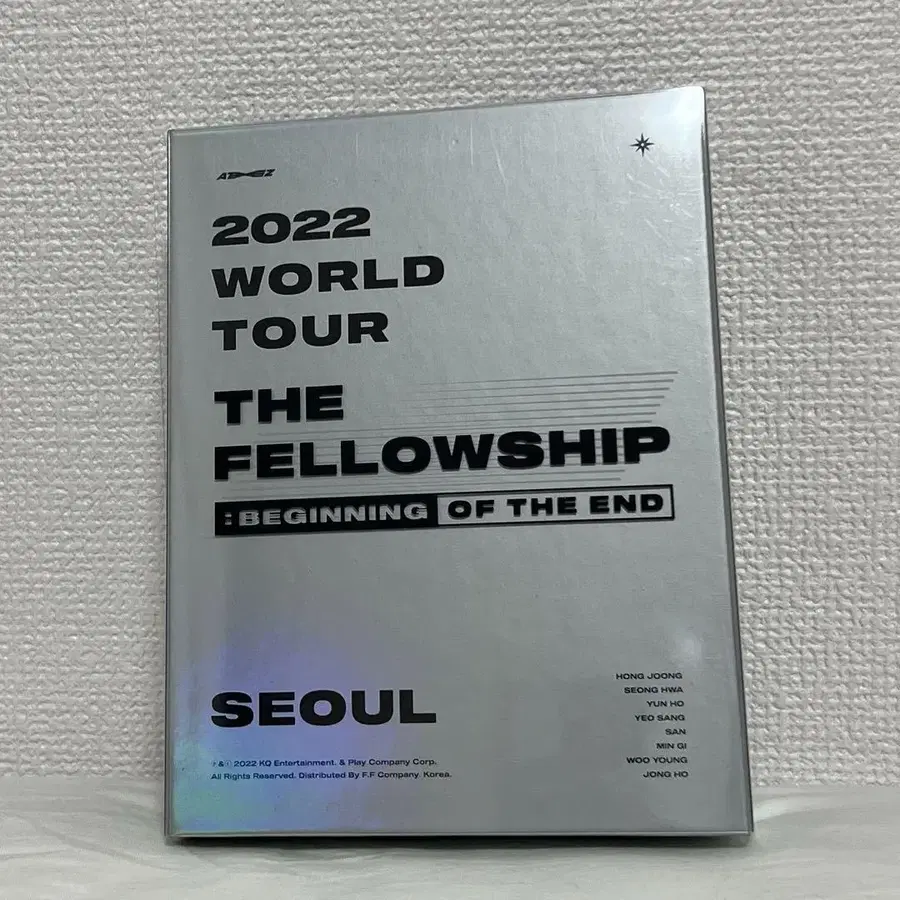 ATEEZ
2022
WORLD
TOUR
THE
FELLOWSHIP
:BEGINNING OF THE END
SEOUL
HONG JOONG
SEONG HWA
YUN HO
YEO SANG
SAN
MIN GI
WOO YOUNG
JONG HO
℗ & ⓒ 2022 KQ Entertainment. & Play Company Corp.
All Rights Reserved. Distributed By F.F Company. Korea.